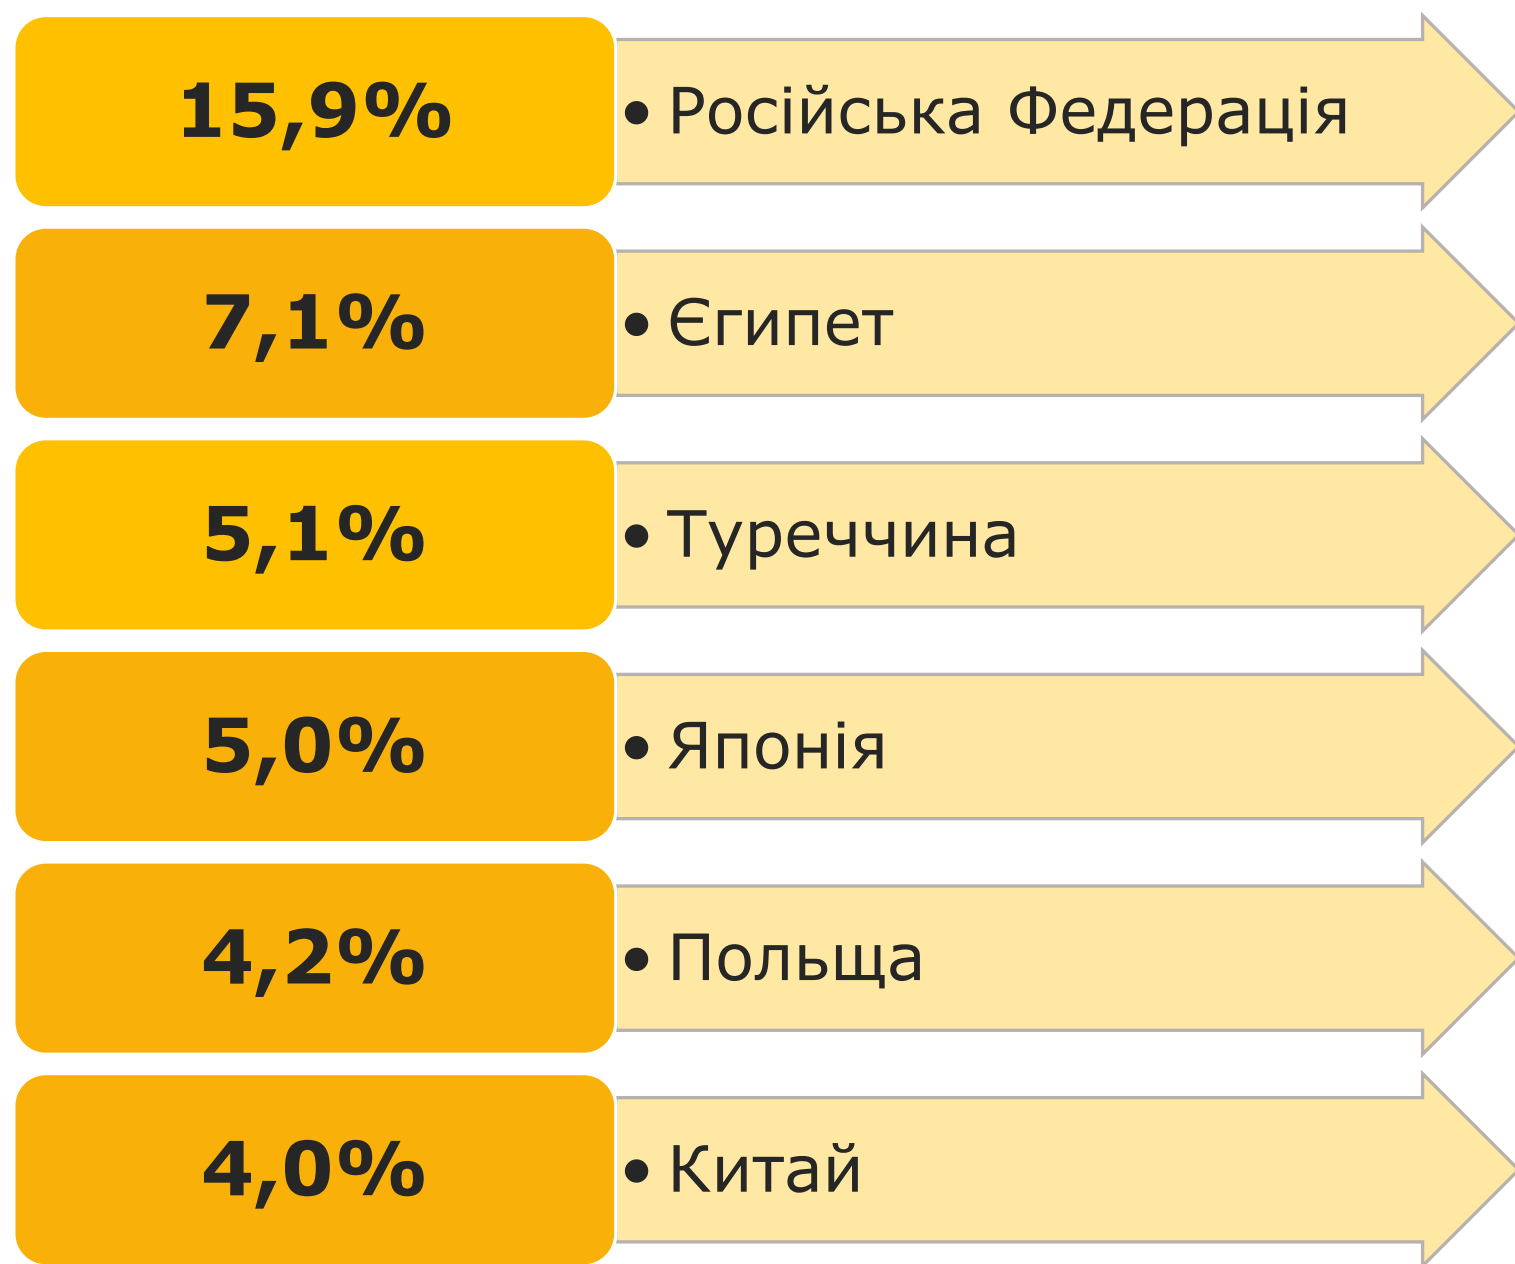 15,9%
• Російська Федерація
7,1%
• Єгипет
5,1%
• Туреччина
5,0%
• Японія
4,2%
• Польща
4,0%
• Китай